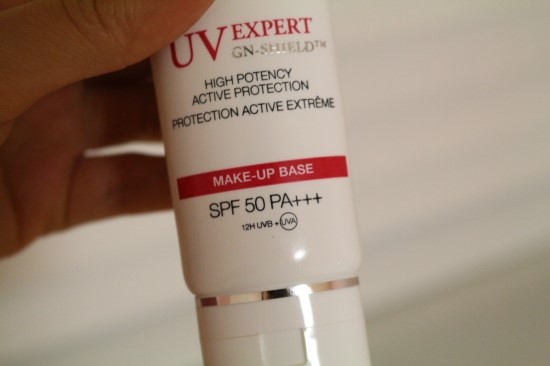 UV EXPERT
GN-SHIELD™
HIGH POTENCY
ACTIVE PROTECTION
PROTECTION ACTIVE EXTRÊME
MAKE-UP BASE
SPF 50 PA+++
12H UVB + UVA